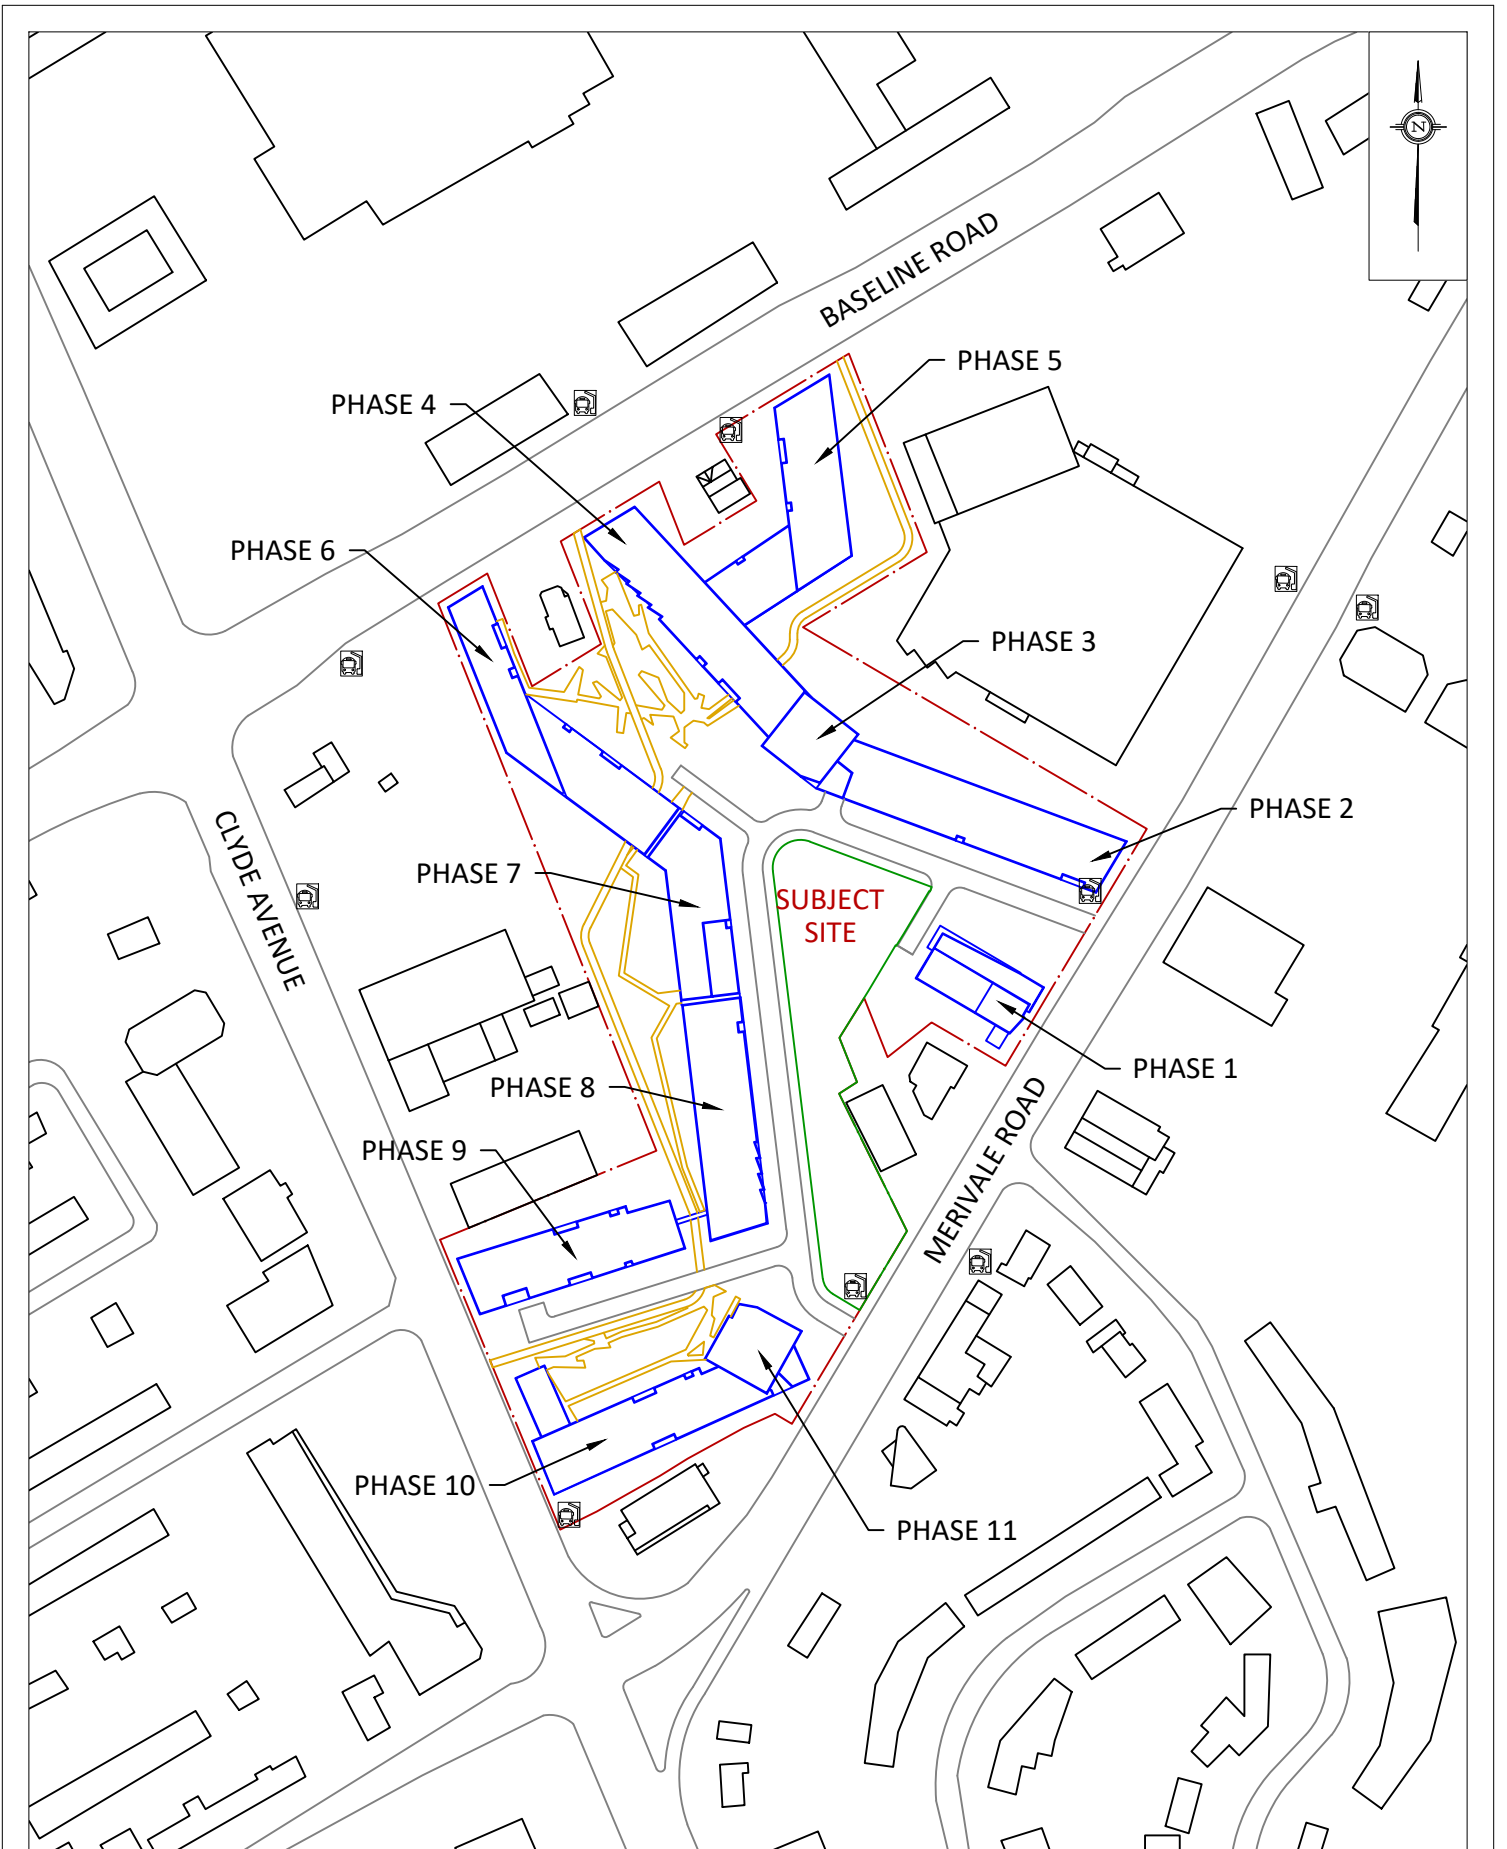 N
BASELINE ROAD
PHASE 5
PHASE 4
PHASE 6
PHASE 3
PHASE 2
CLYDE AVENUE
PHASE 7
SUBJECT
SITE
PHASE 1
PHASE 8
MERIVALE ROAD
PHASE 9
PHASE 10
PHASE 11